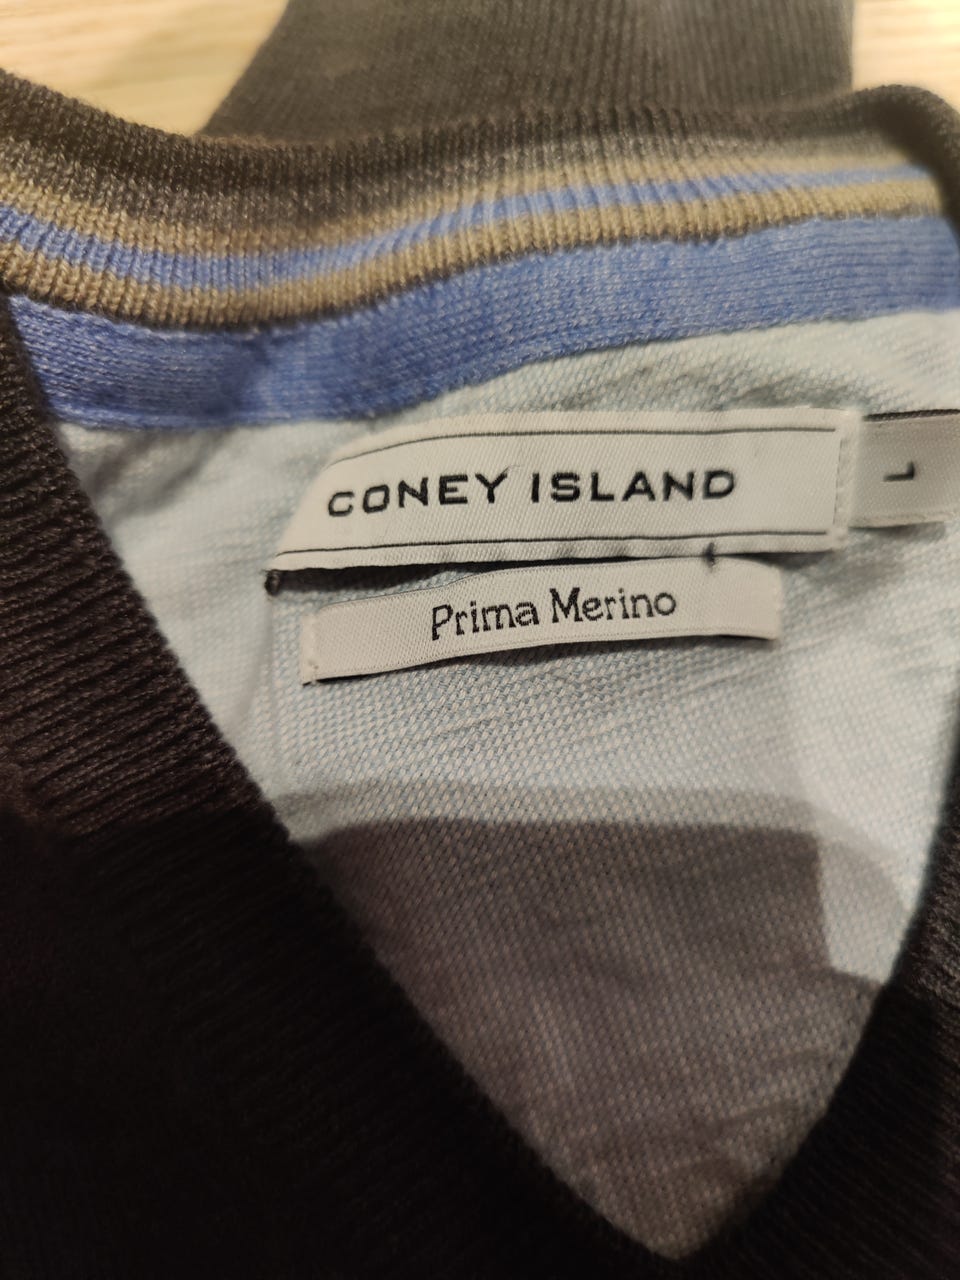 CONEY ISLAND
L
Prima Merino